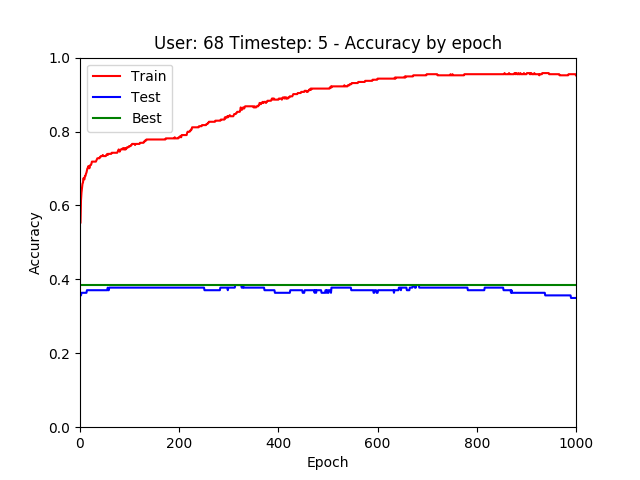 User: 68 Timestep: 5 - Accuracy by epoch
1.0
Train
Test
Best
0.8
0.6
Accuracy
0.4
0.2
0.0
0 200 400 600 800 1000
Epoch